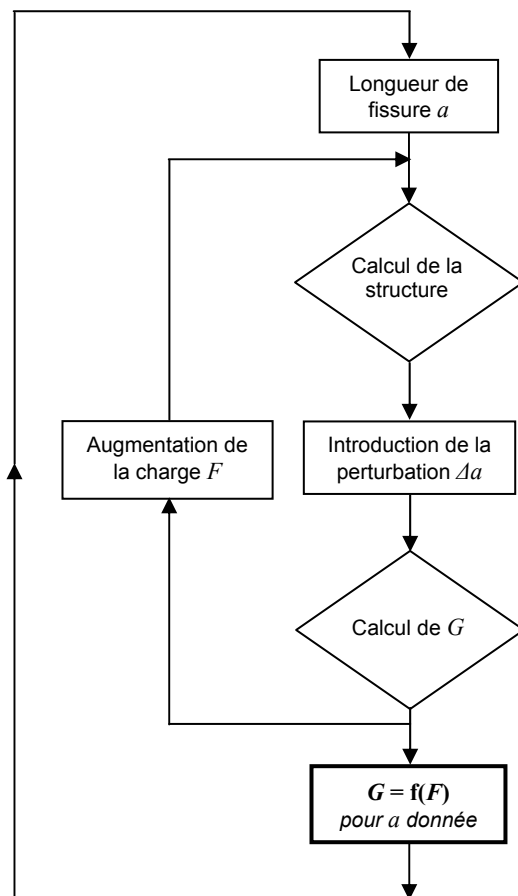 Longueur de
fissure a
Calcul de la
structure
Augmentation de
la charge F
Introduction de la
perturbation Δa
Calcul de G
G = f(F)
pour a donnée